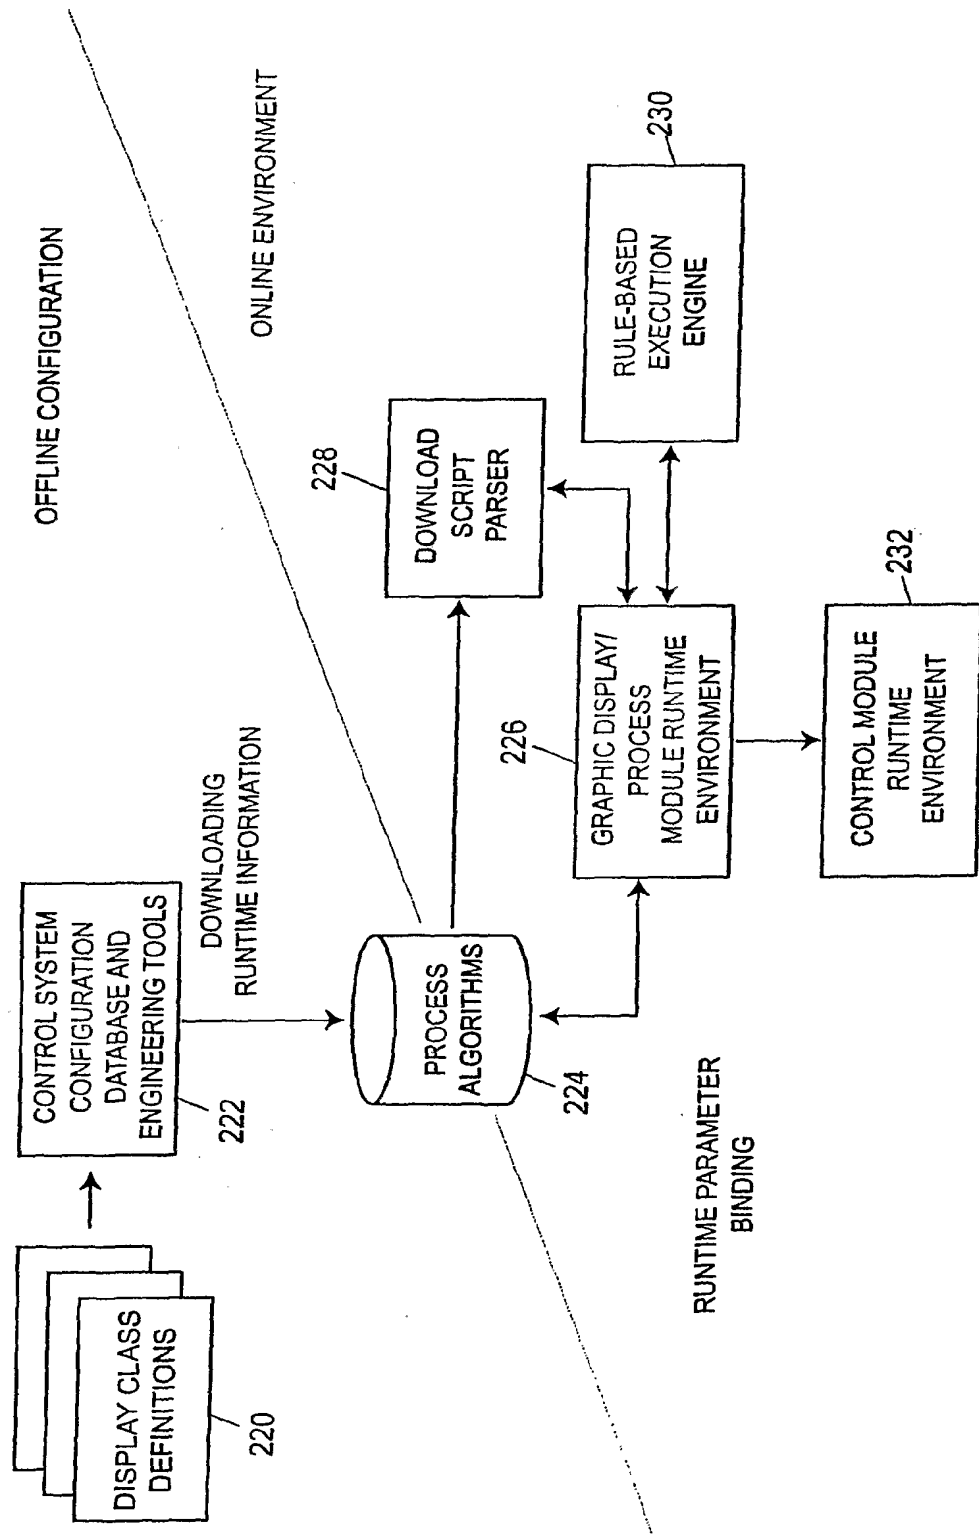 OFFLINE CONFIGURATION
ONLINE ENVIRONMENT
DISPLAY CLASS
DEFINITIONS
220
CONTROL SYSTEM
CONFIGURATION
DATABASE AND
ENGINEERING TOOLS
222
DOWNLOADING
RUNTIME INFORMATION
PROCESS
ALGORITHMS
224
DOWNLOAD
SCRIPT
PARSER
228
RUNTIME PARAMETER
BINDING
GRAPHIC DISPLAY/
PROCESS
MODULE RUNTIME
ENVIRONMENT
226
RULE-BASED
EXECUTION
ENGINE
230
CONTROL MODULE
RUNTIME
ENVIRONMENT
232